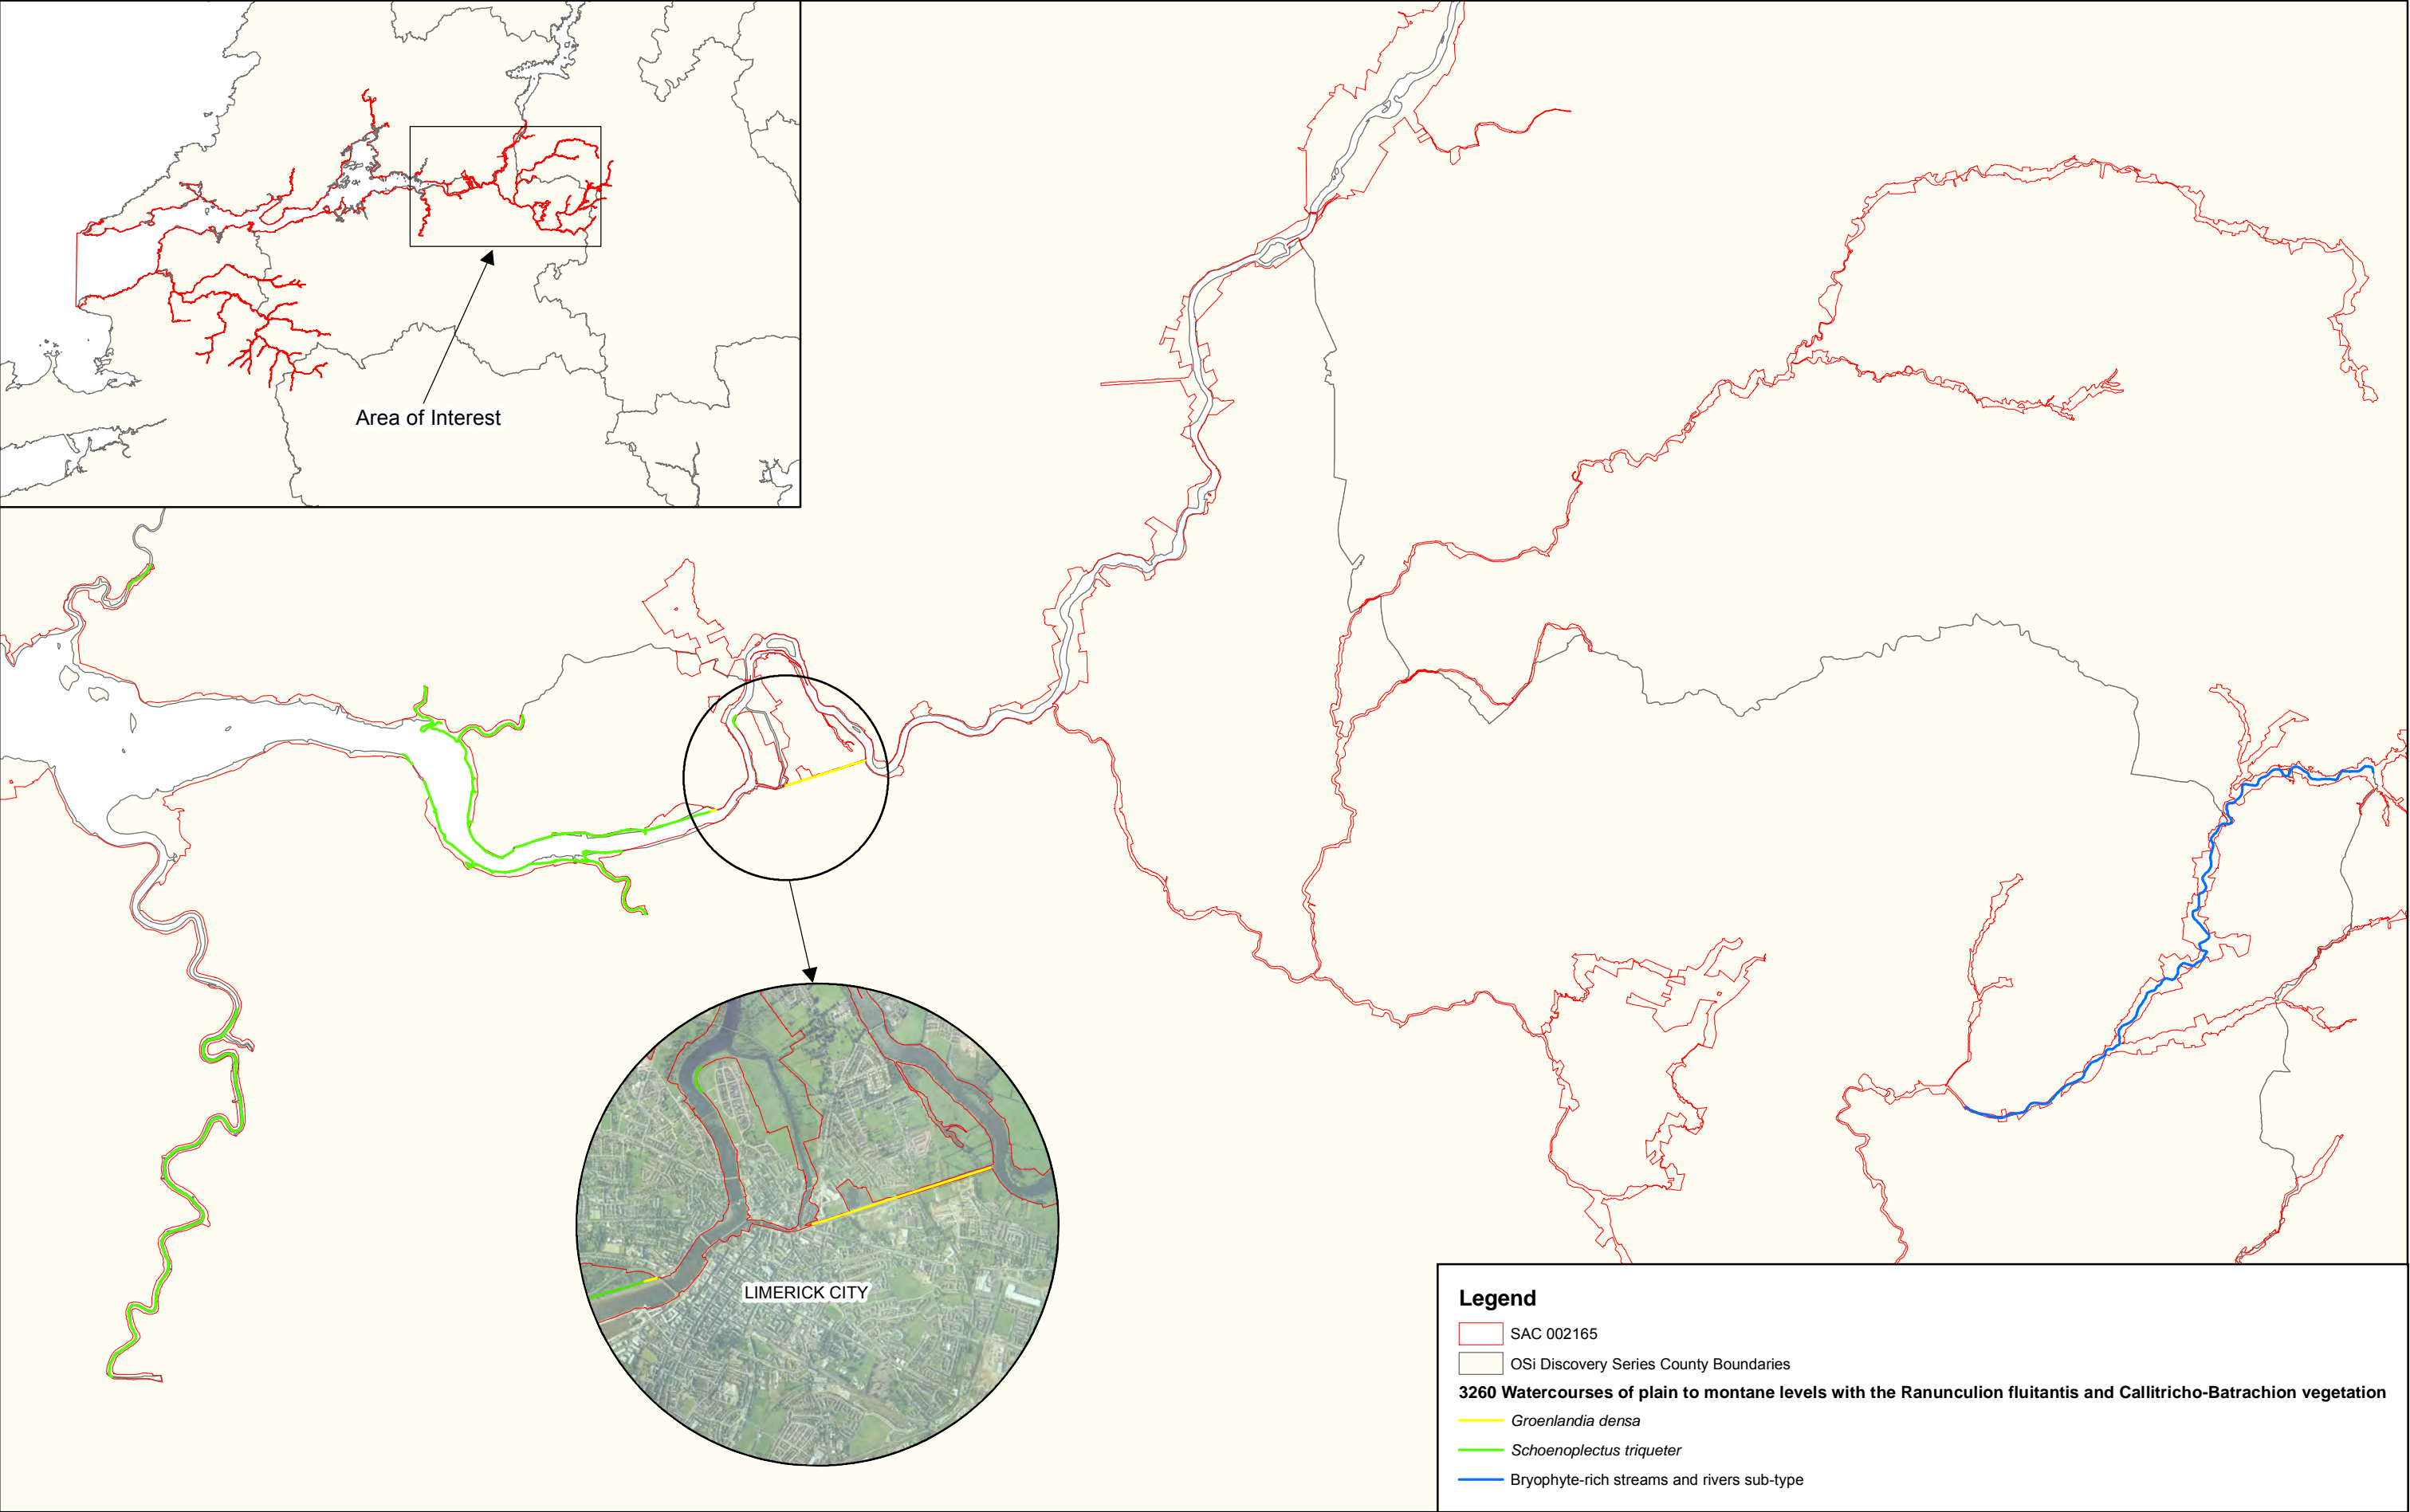 Area of Interest
LIMERICK CITY
Legend
SAC 002165
OSi Discovery Series County Boundaries
3260 Watercourses of plain to montane levels with the Ranunculion fluitantis and Callitricho-Batrachion vegetation
Groenlandia densa
Schoenoplectus triqueter
Bryophyte-rich streams and rivers sub-type